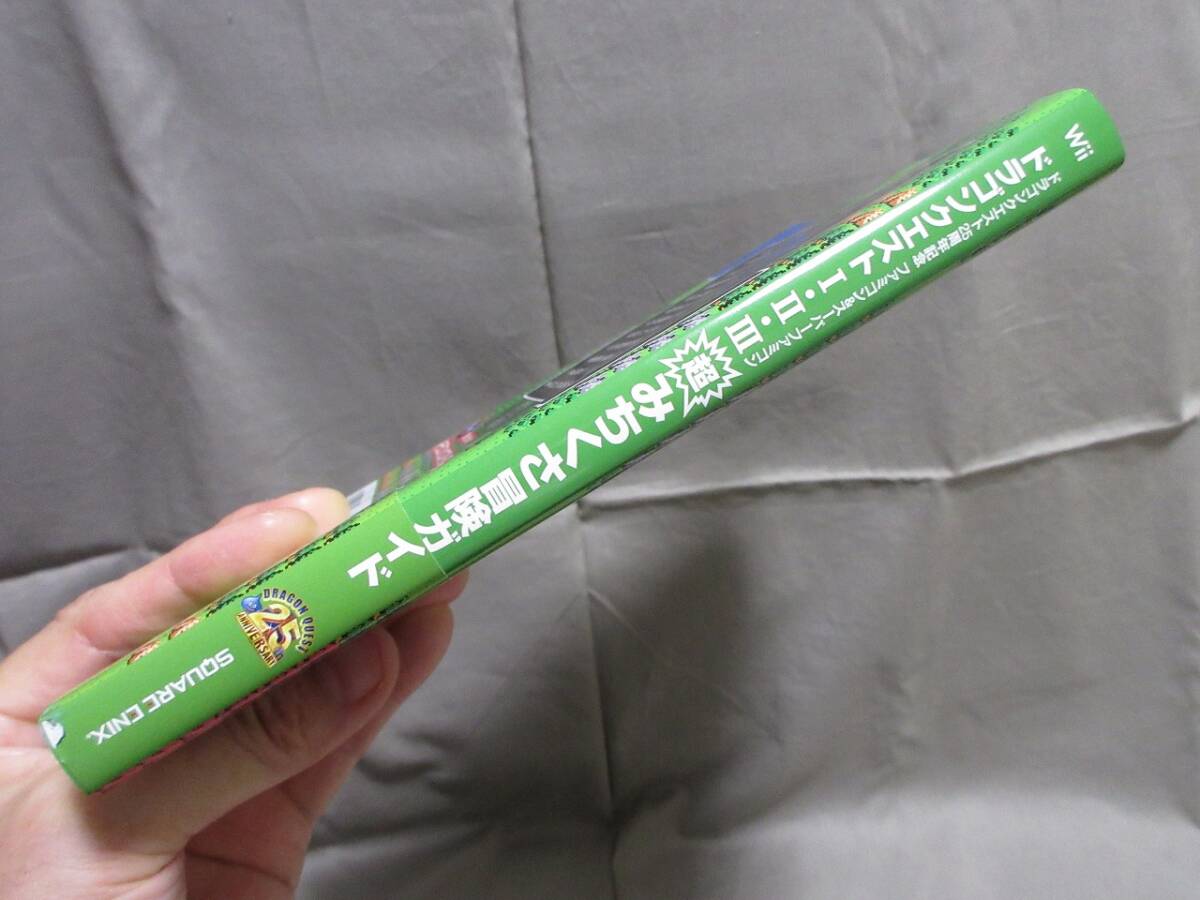 Wii
ドラゴンクエスト25周年記念 ファミコン&スーパーファミコン
ドラゴンクエストⅠ・Ⅱ・Ⅲ
超みちくさ冒険ガイド
DRAGON QUEST
25th
ANNIVERSARY
SQUARE ENIX.